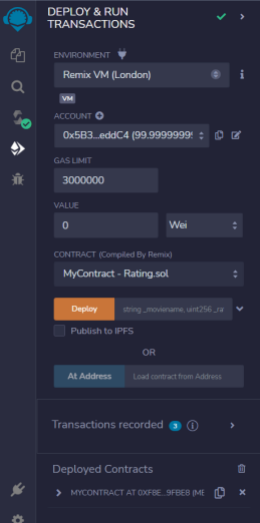 DEPLOY & RUN
TRANSACTIONS
ENVIRONMENT
Remix VM (London)
VM
ACCOUNT
0x5B3...eddC4 (99.9999999
GAS LIMIT
3000000
VALUE
0 Wei
CONTRACT (Compiled By Remix)
MyContract - Rating.sol
Deploy string _moviename, uint256 _ra
Publish to IPFS
OR
At Address Load contract from Address
Transactions recorded 3
Deployed Contracts
MYCONTRACT AT 0XFBE...9FBE8 (ME